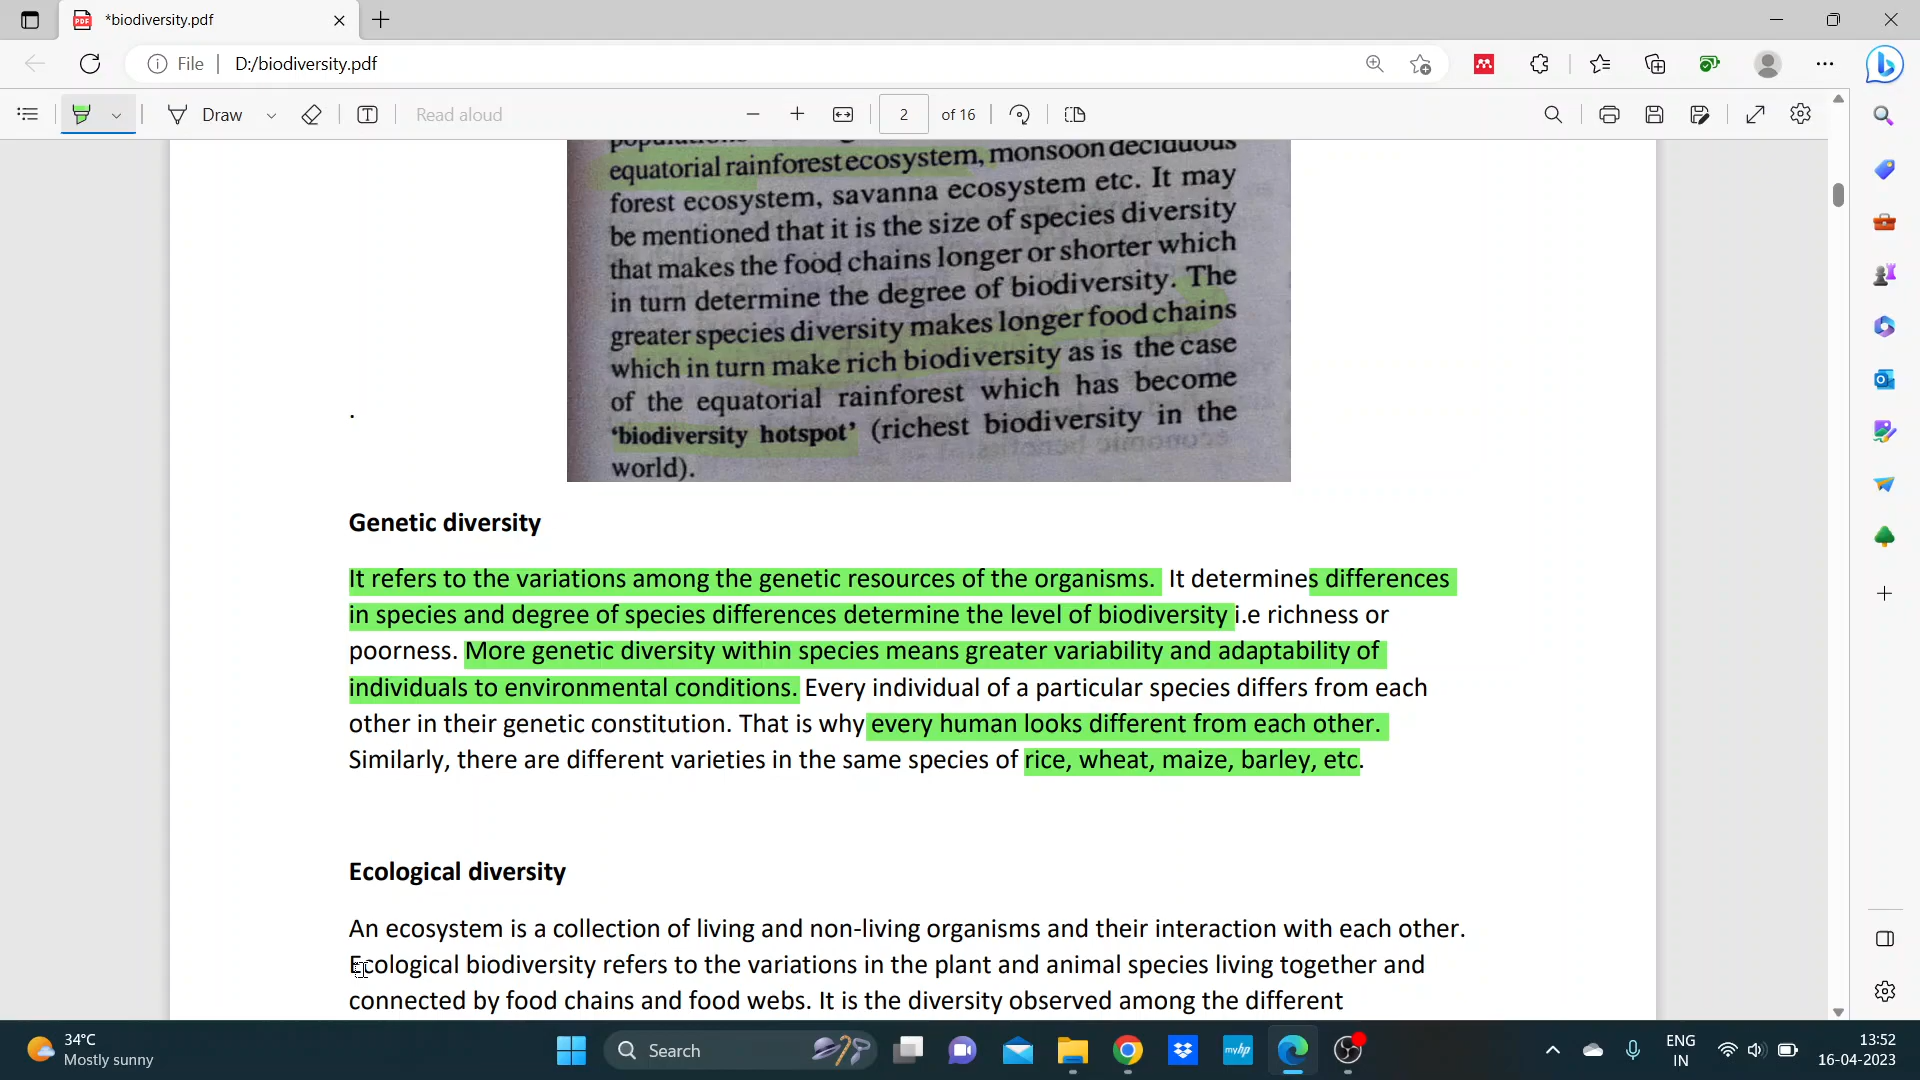 *biodiversity.pdf
File
D:/biodiversity.pdf
Draw
Read aloud
2
of 16
equatorial rainforest ecosystem, monsoon deciduous
forest ecosystem, savanna ecosystem etc. It may
be mentioned that it is the size of species diversity
that makes the food chains longer or shorter which
in turn determine the degree of biodiversity. The
greater species diversity makes longer food chains
which in turn make rich biodiversity as is the case
of the equatorial rainforest which has become
‘biodiversity hotspot’ (richest biodiversity in the
world).
.
Genetic diversity
It refers to the variations among the genetic resources of the organisms. It determines differences
in species and degree of species differences determine the level of biodiversity i.e richness or
poorness. More genetic diversity within species means greater variability and adaptability of
individuals to environmental conditions. Every individual of a particular species differs from each
other in their genetic constitution. That is why every human looks different from each other.
Similarly, there are different varieties in the same species of rice, wheat, maize, barley, etc.
Ecological diversity
An ecosystem is a collection of living and non-living organisms and their interaction with each other.
Ecological biodiversity refers to the variations in the plant and animal species living together and
connected by food chains and food webs. It is the diversity observed among the different
34°C
Mostly sunny
Search
myhp
ENG
IN
13:52
16-04-2023